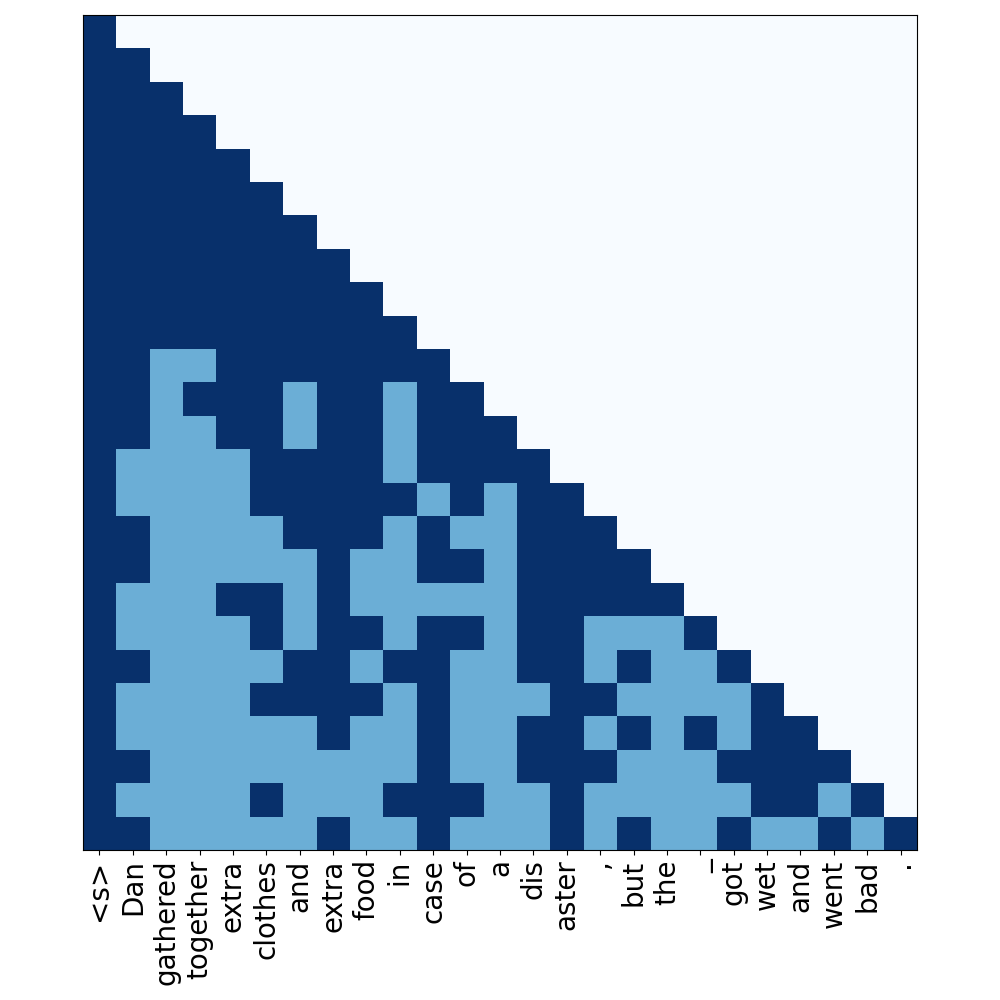 <s> Dan gathered together extra clothes and extra food in case of a dis aster , but the _ got wet and went bad .